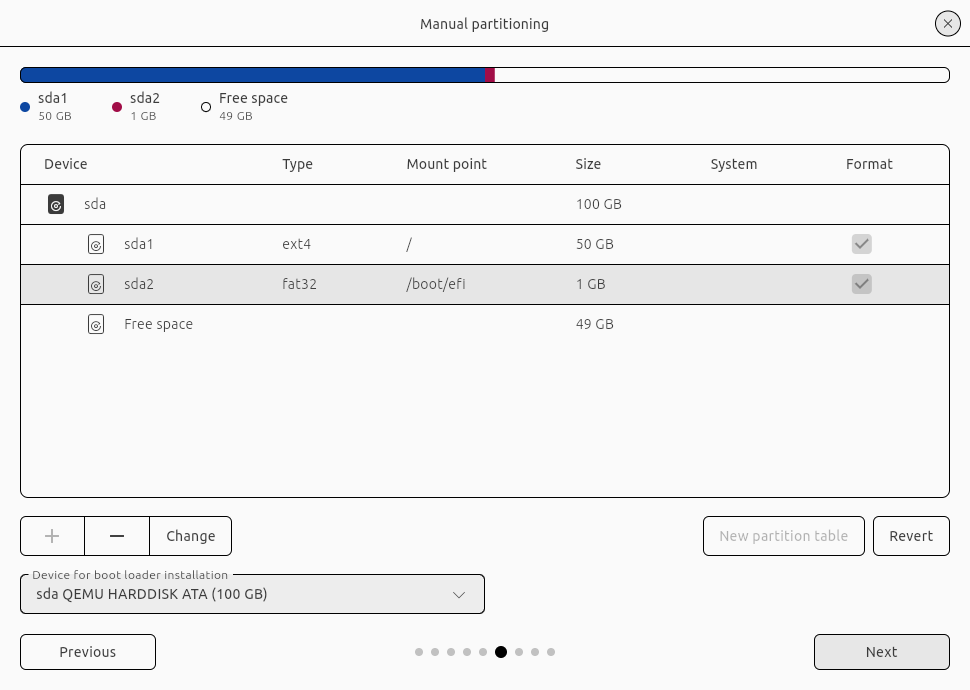 Manual partitioning
sda1
50 GB
sda2
1 GB
Free space
49 GB
Device Type Mount point Size System Format
sda 100 GB
sda1 ext4 / 50 GB
sda2 fat32 /boot/efi 1 GB
Free space 49 GB
Change
New partition table
Revert
Device for boot loader installation
sda QEMU HARDDISK ATA (100 GB)
Previous
Next